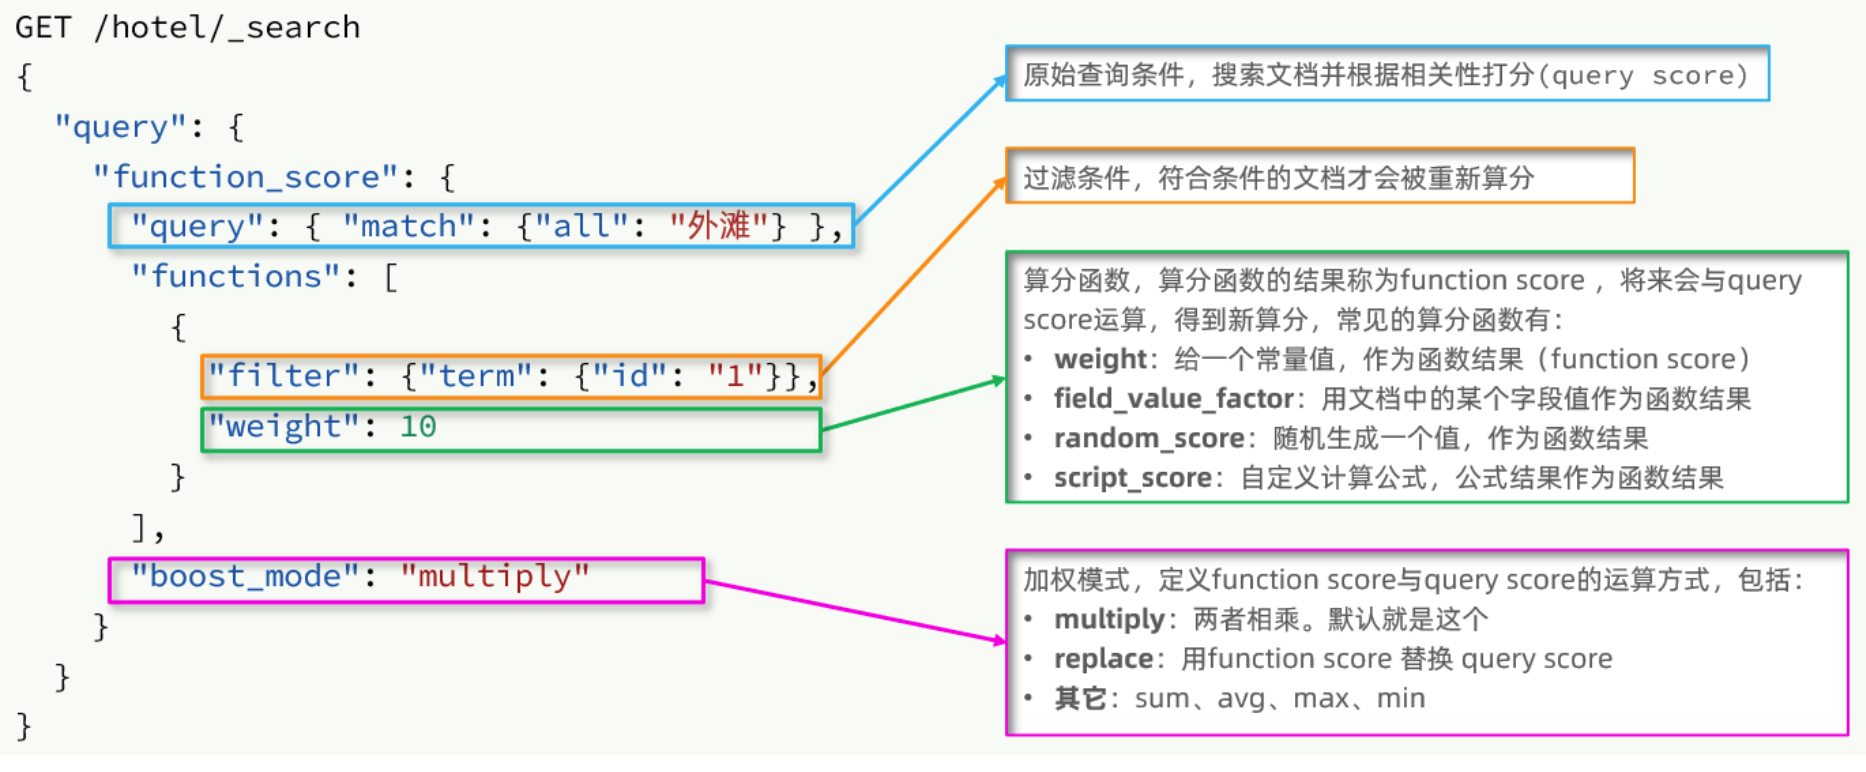 GET /hotel/_search
{
"query": {
"function_score": {
"query": { "match": {"all": "外滩"} },
"functions": [
{
"filter": {"term": {"id": "1"}},
"weight": 10
}
],
"boost_mode": "multiply"
}
}
}
原始查询条件，搜索文档并根据相关性打分(query score)
过滤条件，符合条件的文档才会被重新算分
算分函数，算分函数的结果称为function score ，将来会与query
score运算，得到新算分，常见的算分函数有：
• weight：给一个常量值，作为函数结果（function score）
• field_value_factor：用文档中的某个字段值作为函数结果
• random_score：随机生成一个值，作为函数结果
• script_score：自定义计算公式，公式结果作为函数结果
加权模式，定义function score与query score的运算方式，包括：
• multiply：两者相乘。默认就是这个
• replace：用function score 替换 query score
• 其它：sum、avg、max、min